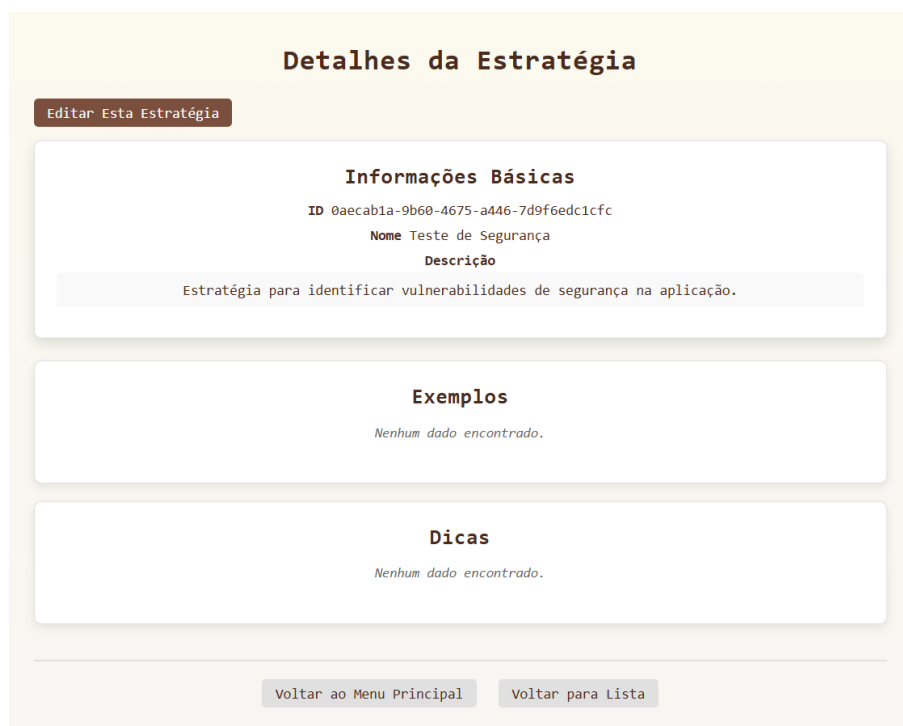 Detalhes da Estratégia
Editar Esta Estratégia
Informações Básicas
ID 0aecab1a-9b60-4675-a446-7d9f6edc1cfc
Nome Teste de Segurança
Descrição
Estratégia para identificar vulnerabilidades de segurança na aplicação.
Exemplos
Nenhum dado encontrado.
Dicas
Nenhum dado encontrado.
Voltar ao Menu Principal
Voltar para Lista